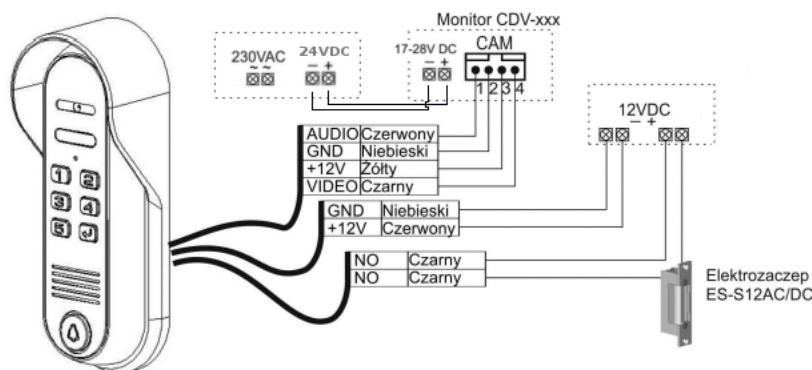 Monitor CDV-xxx
230VAC
~ ~
24VDC
– +
17-28V DC
– +
CAM
1 2 3 4
12VDC
– +
AUDIO Czerwony
GND Niebieski
+12V Żółty
VIDEO Czarny
GND Niebieski
+12V Czerwony
NO Czarny
NO Czarny
Elektrozaczep
ES-S12AC/DC
1 2
3 4
5 ↵